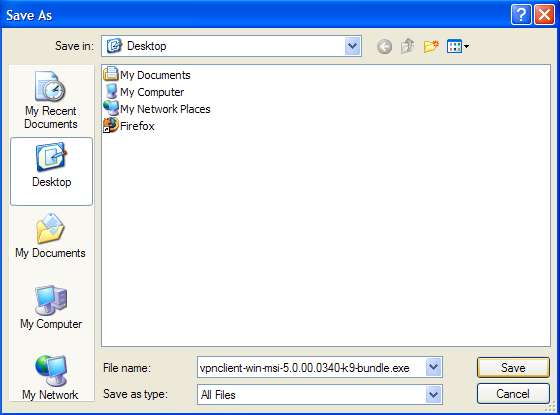 Save As
Save in:
Desktop
My Recent
Documents
Desktop
My Documents
My Computer
My Network
My Documents
My Computer
My Network Places
Firefox
File name:
vpnclient-win-msi-5.0.00.0340-k9-bundle.exe
Save
Save as type:
All Files
Cancel